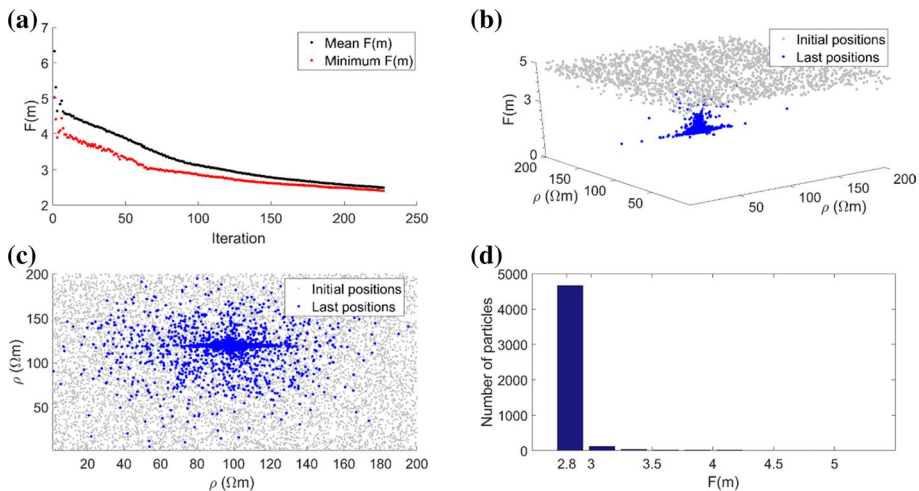 (a)
7
6
5
4
3
2
F(m)
Mean F(m)
Minimum F(m)
0 50 100 150 200 250
Iteration
(b)
Initial positions
Last positions
5
3
0
F(m)
200
150
100
50
ρ (Ωm)
50
100
150
200
ρ (Ωm)
(c)
200
150
100
50
ρ (Ωm)
Initial positions
Last positions
20 40 60 80 100 120 140 160 180 200
ρ (Ωm)
(d)
5000
4000
3000
2000
1000
0
Number of particles
2.8 3 3.5 4 4.5 5
F(m)